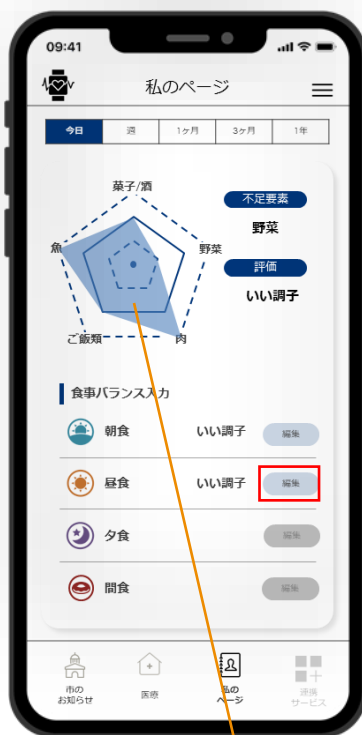 09:41
私のページ
今日
週
1ヶ月
3ヶ月
1年
菓子/酒
魚
野菜
ご飯類
肉
不足要素
野菜
評価
いい調子
食事バランス入力
朝食
いい調子
編集
昼食
いい調子
編集
夕食
編集
間食
編集
市の
お知らせ
医療
私の
ページ
連携
サービス